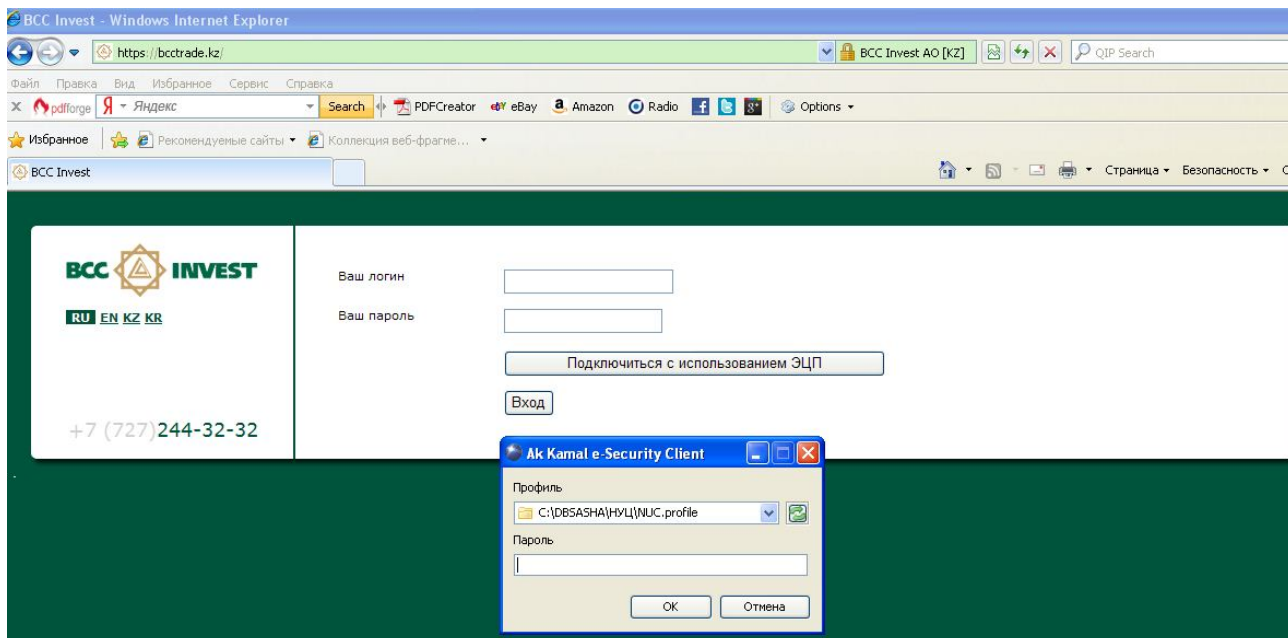 BCC Invest - Windows Internet Explorer
https://bcctrade.kz/
BCC Invest AO [KZ]
QIP Search
Файл Правка Вид Избранное Сервис Справка
x pdfforge Я Яндекс Search PDFCreator eBay Amazon Radio Options
Избранное Рекомендуемые сайты Коллекция веб-фрагме...
BCC Invest Страница Безопасность
BCC INVEST
RU EN KZ KR
+7 (727)244-32-32
Ваш логин
Ваш пароль
Подключиться с использованием ЭЦП
Вход
Ak Kamal e-Security Client
Профиль
C:\DBSASHA\НУЦ\NUC.profile
Пароль
OK Отмена